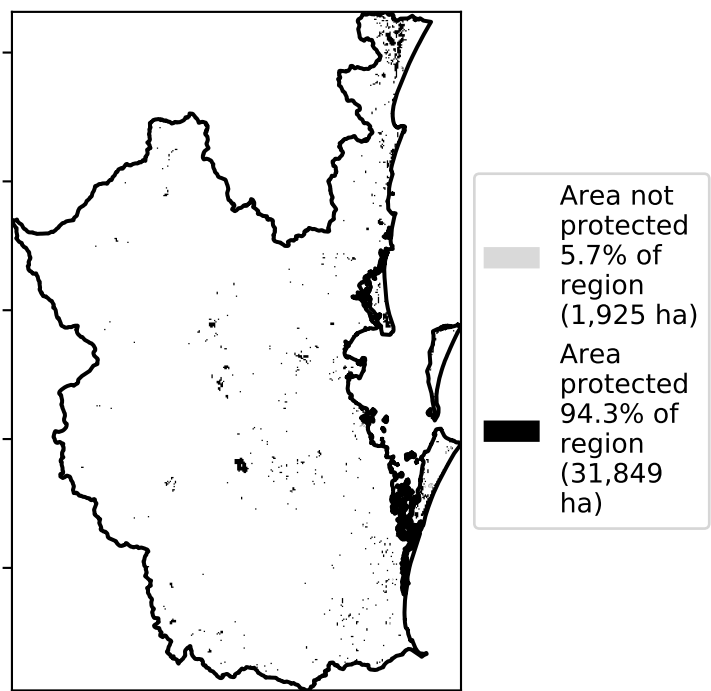 Area not
protected
5.7% of
region
(1,925 ha)
Area
protected
94.3% of
region
(31,849
ha)